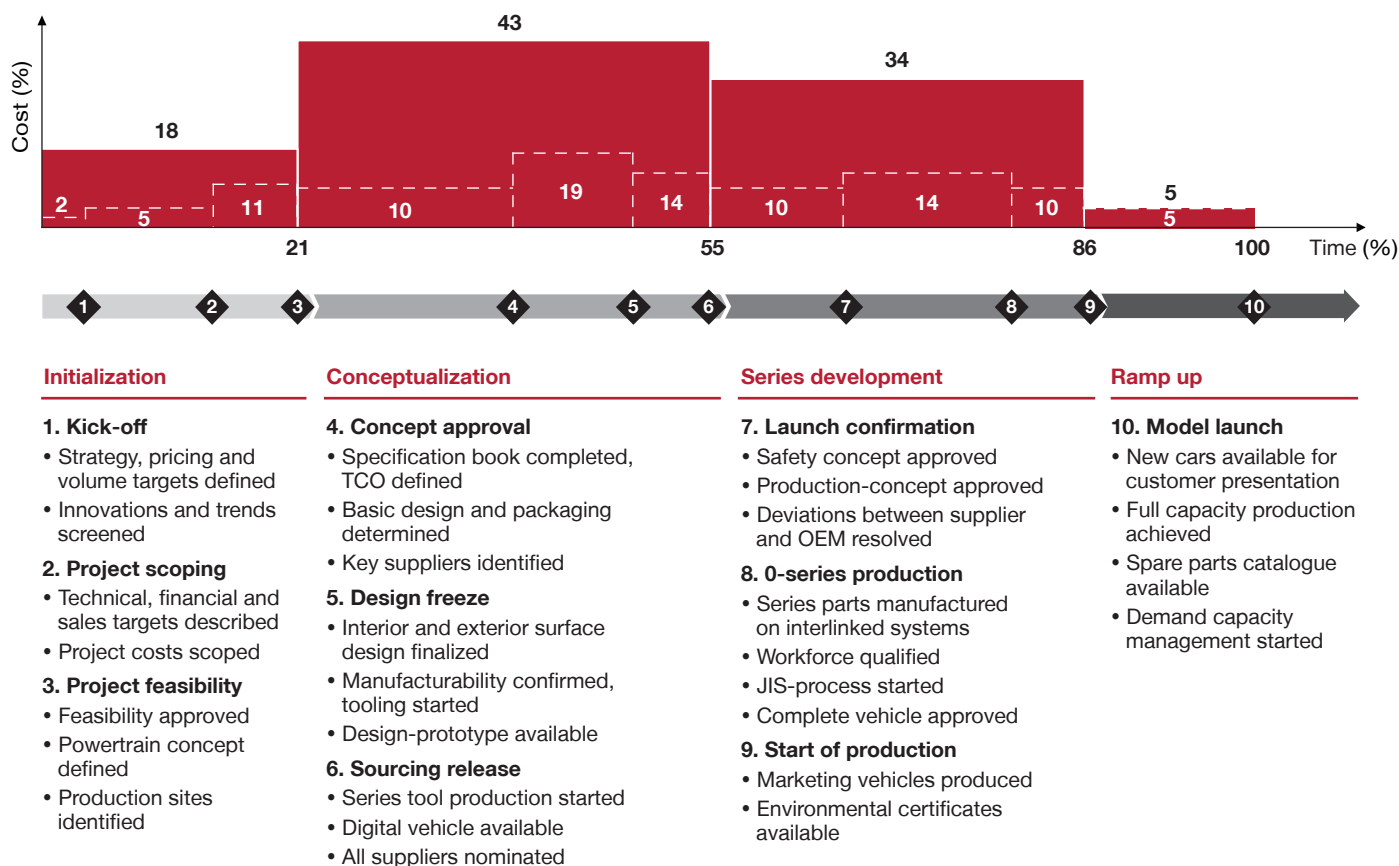 43
34
18
5
Cost (%)
2
5
11
10
19
14
10
14
10
5
21
55
86
100
Time (%)
1
2
3
4
5
6
7
8
9
10
Initialization
1. Kick-off
• Strategy, pricing and
volume targets defined
• Innovations and trends
screened
2. Project scoping
• Technical, financial and
sales targets described
• Project costs scoped
3. Project feasibility
• Feasibility approved
• Powertrain concept
defined
• Production sites
identified
Conceptualization
4. Concept approval
• Specification book completed,
TCO defined
• Basic design and packaging
determined
• Key suppliers identified
5. Design freeze
• Interior and exterior surface
design finalized
• Manufacturability confirmed,
tooling started
• Design-prototype available
6. Sourcing release
• Series tool production started
• Digital vehicle available
• All suppliers nominated
Series development
7. Launch confirmation
• Safety concept approved
• Production-concept approved
• Deviations between supplier
and OEM resolved
8. 0-series production
• Series parts manufactured
on interlinked systems
• Workforce qualified
• JIS-process started
• Complete vehicle approved
9. Start of production
• Marketing vehicles produced
• Environmental certificates
available
Ramp up
10. Model launch
• New cars available for
customer presentation
• Full capacity production
achieved
• Spare parts catalogue
available
• Demand capacity
management started